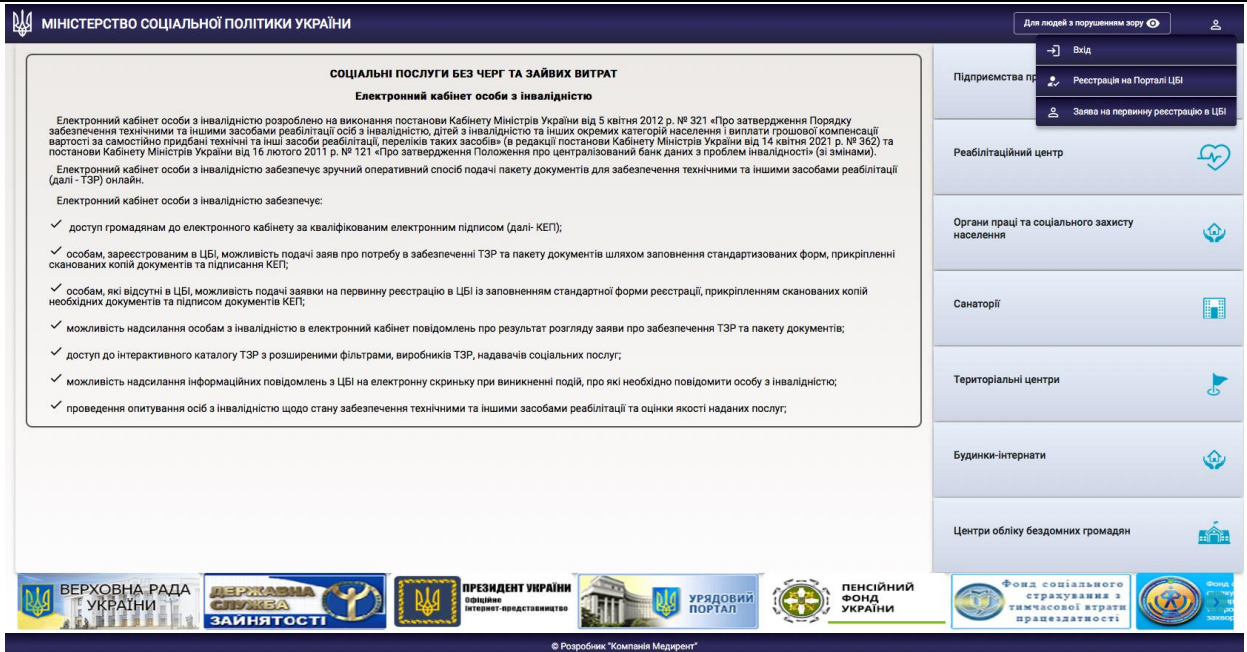 МІНІСТЕРСТВО СОЦІАЛЬНОЇ ПОЛІТИКИ УКРАЇНИ
Для людей з порушенням зору
Вхід
Реєстрація на Порталі ЦБІ
Заява на первинну реєстрацію в ЦБІ
СОЦІАЛЬНІ ПОСЛУГИ БЕЗ ЧЕРГ ТА ЗАЙВИХ ВИТРАТ
Електронний кабінет особи з інвалідністю
Електронний кабінет особи з інвалідністю розроблено на виконання постанови Кабінету Міністрів України від 5 квітня 2012 р. № 321 «Про затвердження Порядку
забезпечення технічними та іншими засобами реабілітації осіб з інвалідністю, дітей з інвалідністю та інших окремих категорій населення і виплати грошової компенсації
вартості за самостійно придбані технічні та інші засоби реабілітації, переліків таких засобів» (в редакції постанови Кабінету Міністрів України від 14 квітня 2021 р. № 362) та
постанови Кабінету Міністрів України від 16 лютого 2011 р. № 121 «Про затвердження Положення про централізований банк даних з проблем інвалідності» (зі змінами).
Електронний кабінет особи з інвалідністю забезпечує зручний оперативний спосіб подачі пакету документів для забезпечення технічними та іншими засобами реабілітації
(далі - ТЗР) онлайн.
Електронний кабінет особи з інвалідністю забезпечує:
✓ доступ громадянам до електронного кабінету за кваліфікованим електронним підписом (далі- КЕП);
✓ особам, зареєстрованим в ЦБІ, можливість подачі заяв про потребу в забезпеченні ТЗР та пакету документів шляхом заповнення стандартизованих форм, прикріпленні
сканованих копій документів та підписання КЕП;
✓ особам, які відсутні в ЦБІ, можливість подачі заявки на первинну реєстрацію в ЦБІ із заповненням стандартної форми реєстрації, прикріпленням сканованих копій
необхідних документів та підписом документів КЕП;
✓ можливість надсилання особам з інвалідністю в електронний кабінет повідомлень про результат розгляду заяви про забезпечення ТЗР та пакету документів;
✓ доступ до інтерактивного каталогу ТЗР з розширеними фільтрами, виробників ТЗР, надавачів соціальних послуг;
✓ можливість надсилання інформаційних повідомлень з ЦБІ на електронну скриньку при виникненні подій, про які необхідно повідомити особу з інвалідністю;
✓ проведення опитування осіб з інвалідністю щодо стану забезпечення технічними та іншими засобами реабілітації та оцінки якості наданих послуг;
Підприємства пр
Реабілітаційний центр
Органи праці та соціального захисту
населення
Санаторії
Територіальні центри
Будинки-інтернати
Центри обліку бездомних громадян
ВЕРХОВНА РАДА
УКРАЇНИ
ДЕРЖАВНА
СЛУЖБА
ЗАЙНЯТОСТІ
ПРЕЗИДЕНТ УКРАЇНИ
Офіційне
інтернет-представництво
УРЯДОВИЙ
ПОРТАЛ
ПЕНСІЙНИЙ
ФОНД
УКРАЇНИ
Фонд соціального
страхування з
тимчасової втрати
працездатності
Фонд
© Розробник "Компанія Медирент"